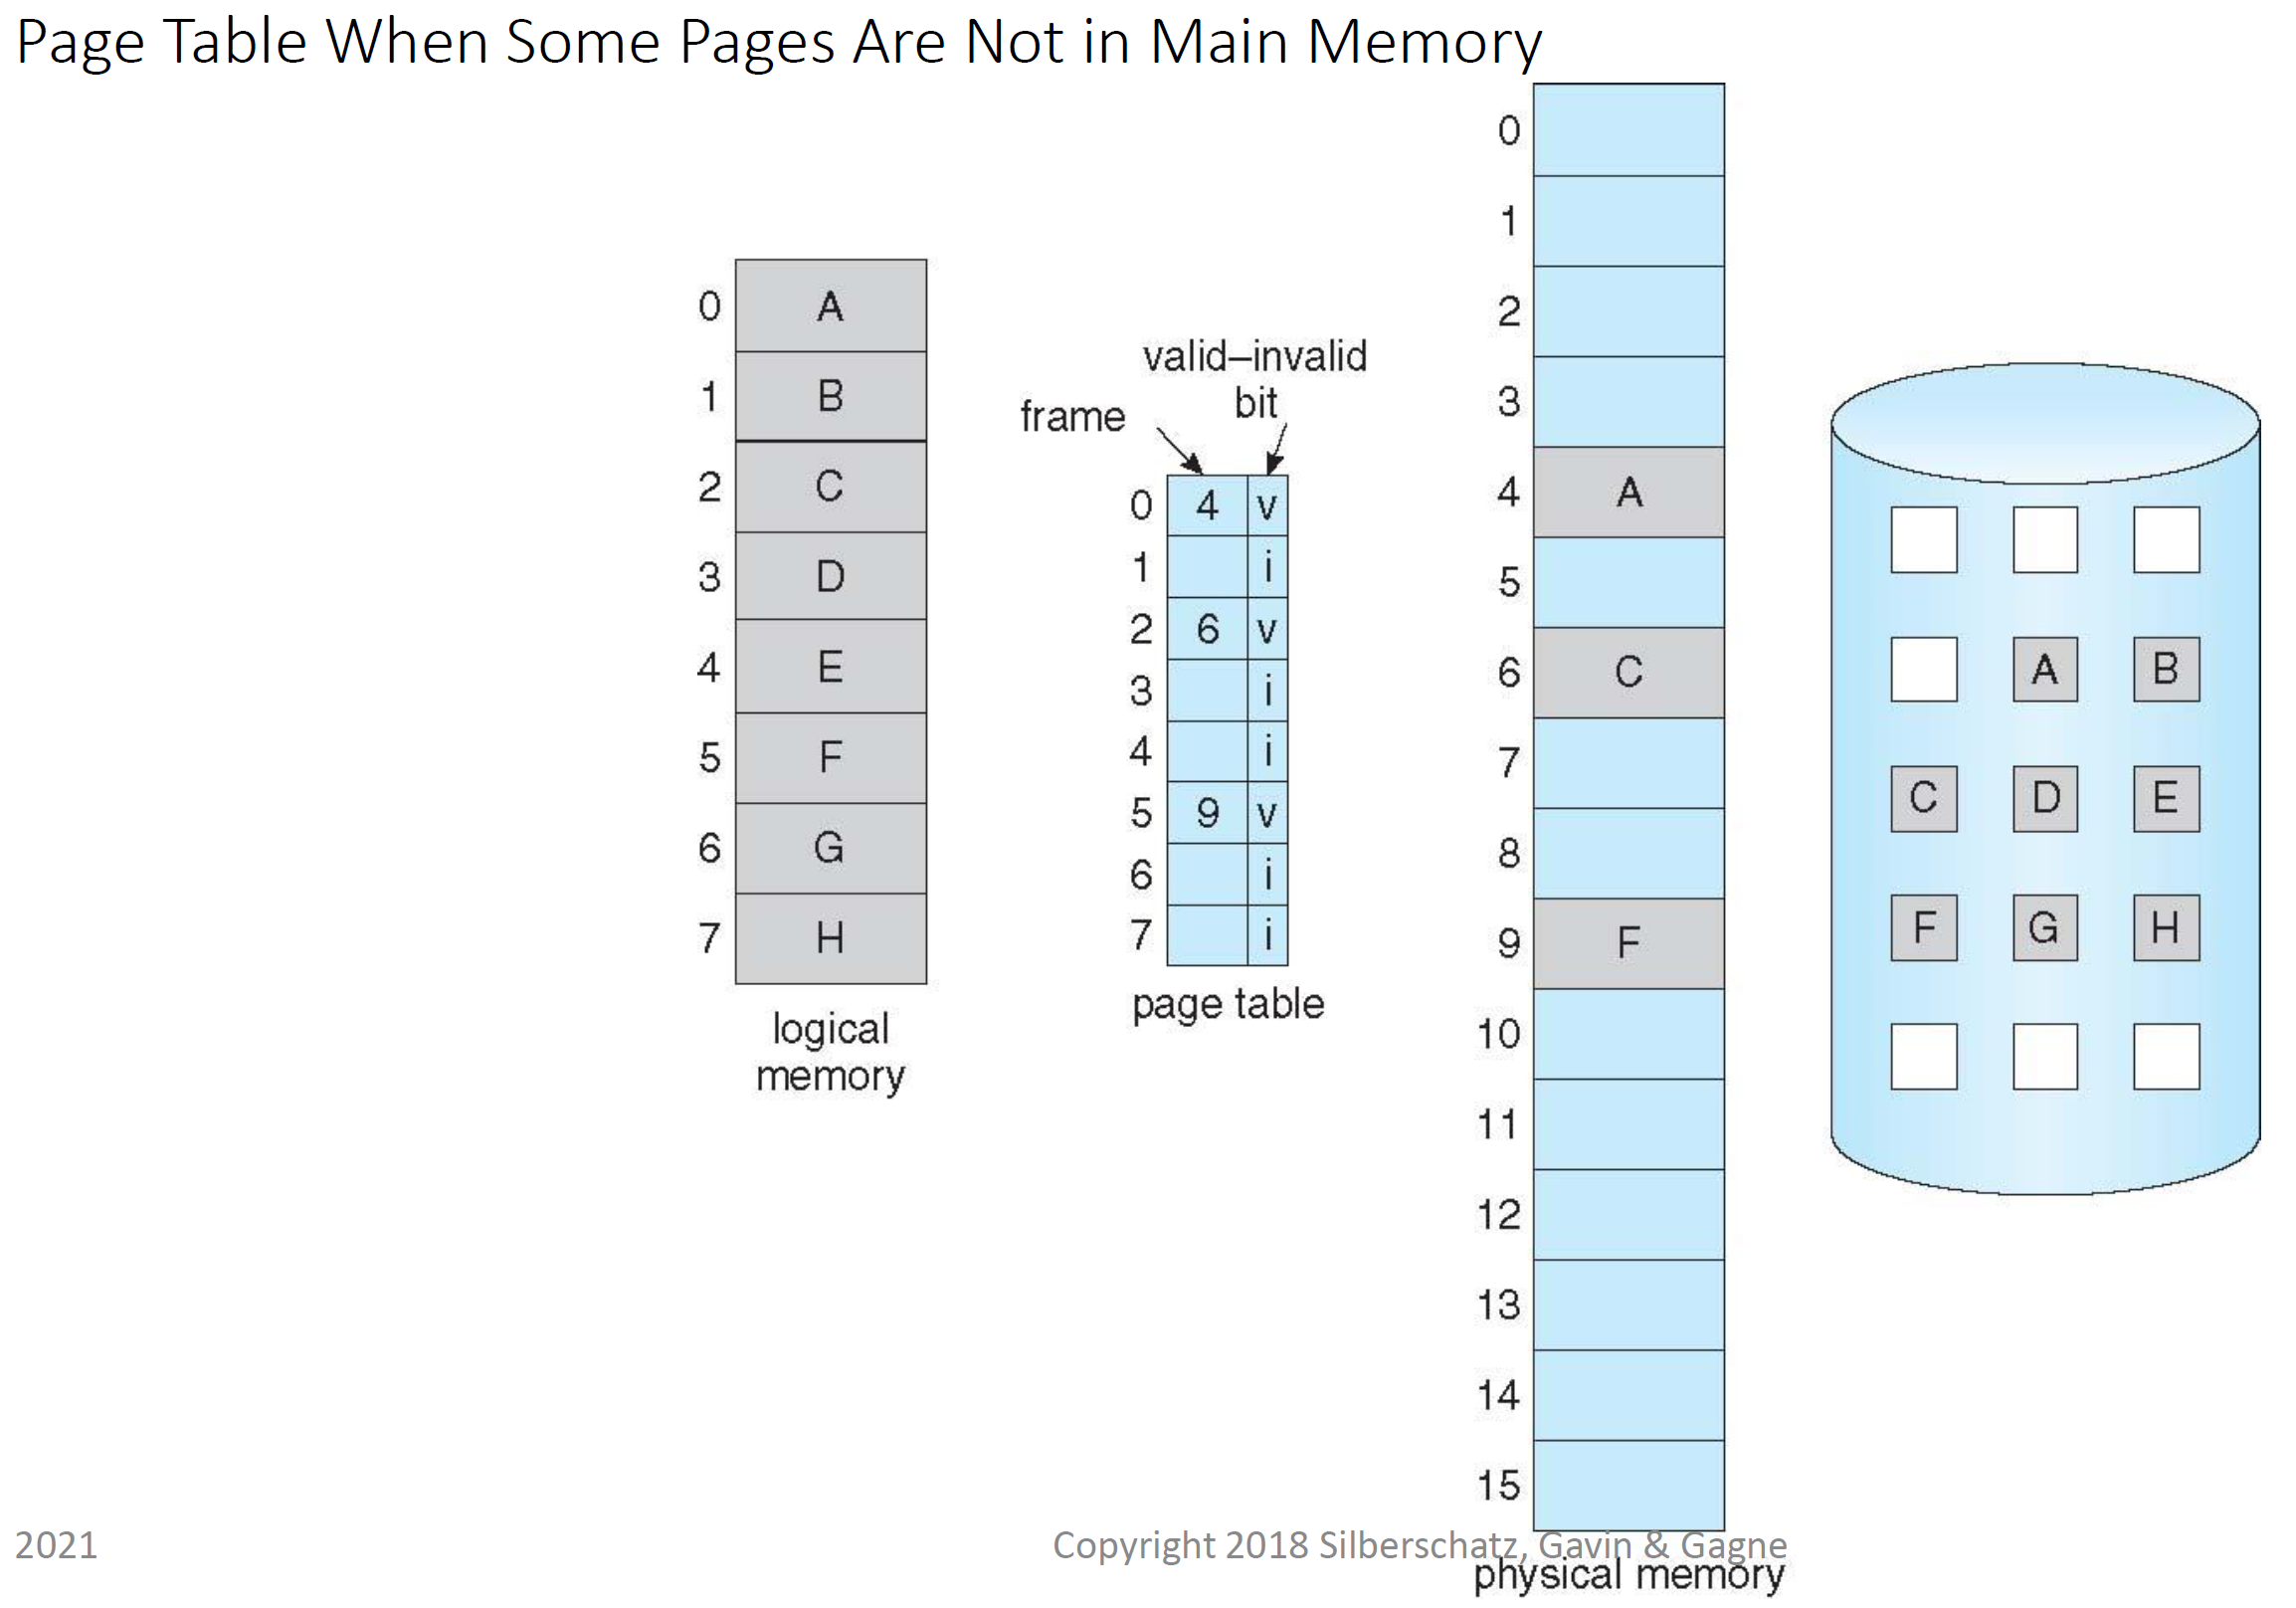 Page Table When Some Pages Are Not in Main Memory
0 A
1 B
2 C
3 D
4 E
5 F
6 G
7 H
logical
memory
frame
valid–invalid
bit
0 4 v
1 i
2 6 v
3 i
4 i
5 9 v
6 i
7 i
page table
0
1
2
3
4 A
5
6 C
7
8
9 F
10
11
12
13
14
15
physical memory
A B
C D E
F G H
2021
Copyright 2018 Silberschatz, Gavin & Gagne